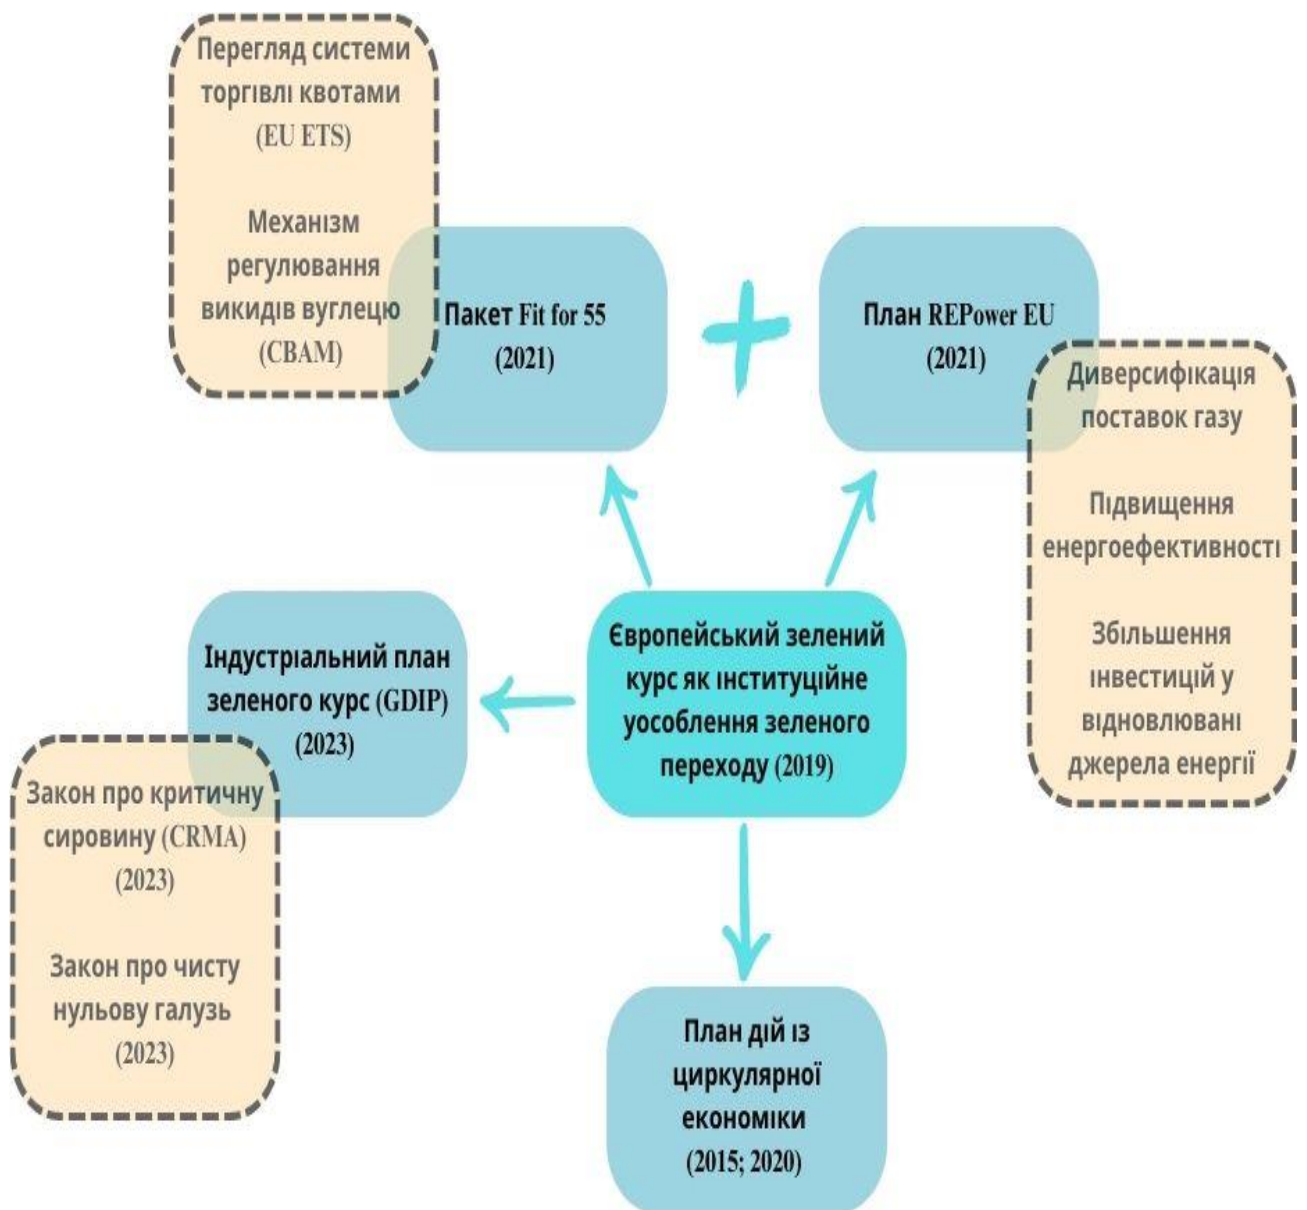 Перегляд системи
торгівлі квотами
(EU ETS)
Механізм
регулювання
викидів вуглецю
(CBAM)
Пакет Fit for 55
(2021)
План REPower EU
(2021)
Диверсифікація
поставок газу
Підвищення
енергоефективності
Збільшення
інвестицій у
відновлювані
джерела енергії
Індустріальний план
зеленого курс (GDIP)
(2023)
Європейський зелений
курс як інституційне
уособлення зеленого
переходу (2019)
Закон про критичну
сировину (CRMA)
(2023)
Закон про чисту
нульову галузь
(2023)
План дій із
циркулярної
економіки
(2015; 2020)